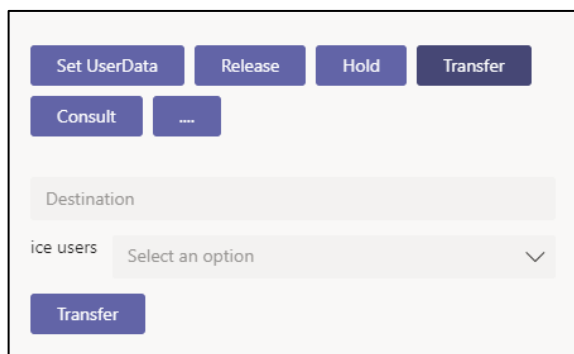 Set UserData Release Hold Transfer
Consult ....
Destination
ice users Select an option
Transfer